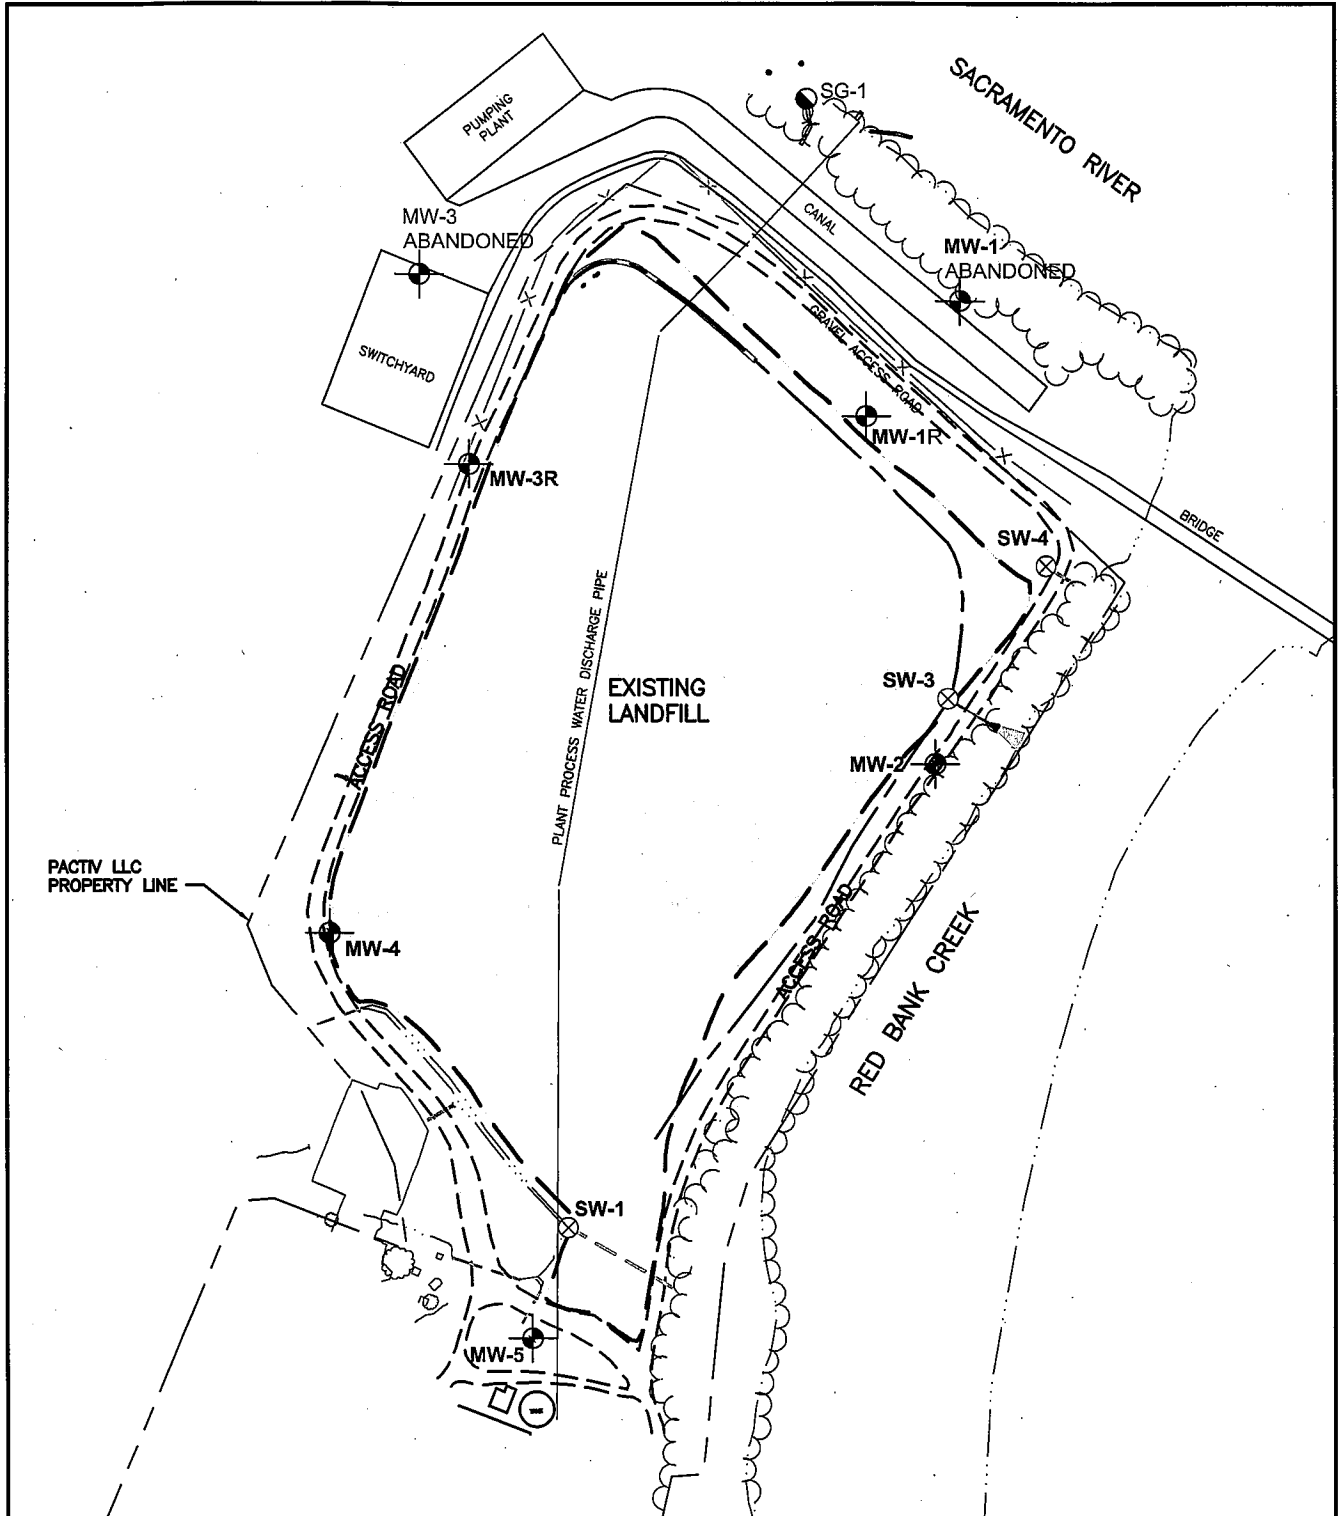 SACRAMENTO RIVER
SG-1
PUMPING
PLANT
MW-3
ABANDONED
CANAL
MW-1
ABANDONED
SWITCHYARD
GRAVEL ACCESS ROAD
MW-1R
MW-3R
BRIDGE
SW-4
PLANT PROCESS WATER DISCHARGE PIPE
EXISTING
LANDFILL
SW-3
ACCESS ROAD
MW-2
PACTIV LLC
PROPERTY LINE
ACCESS ROAD
MW-4
RED BANK CREEK
SW-1
MW-5